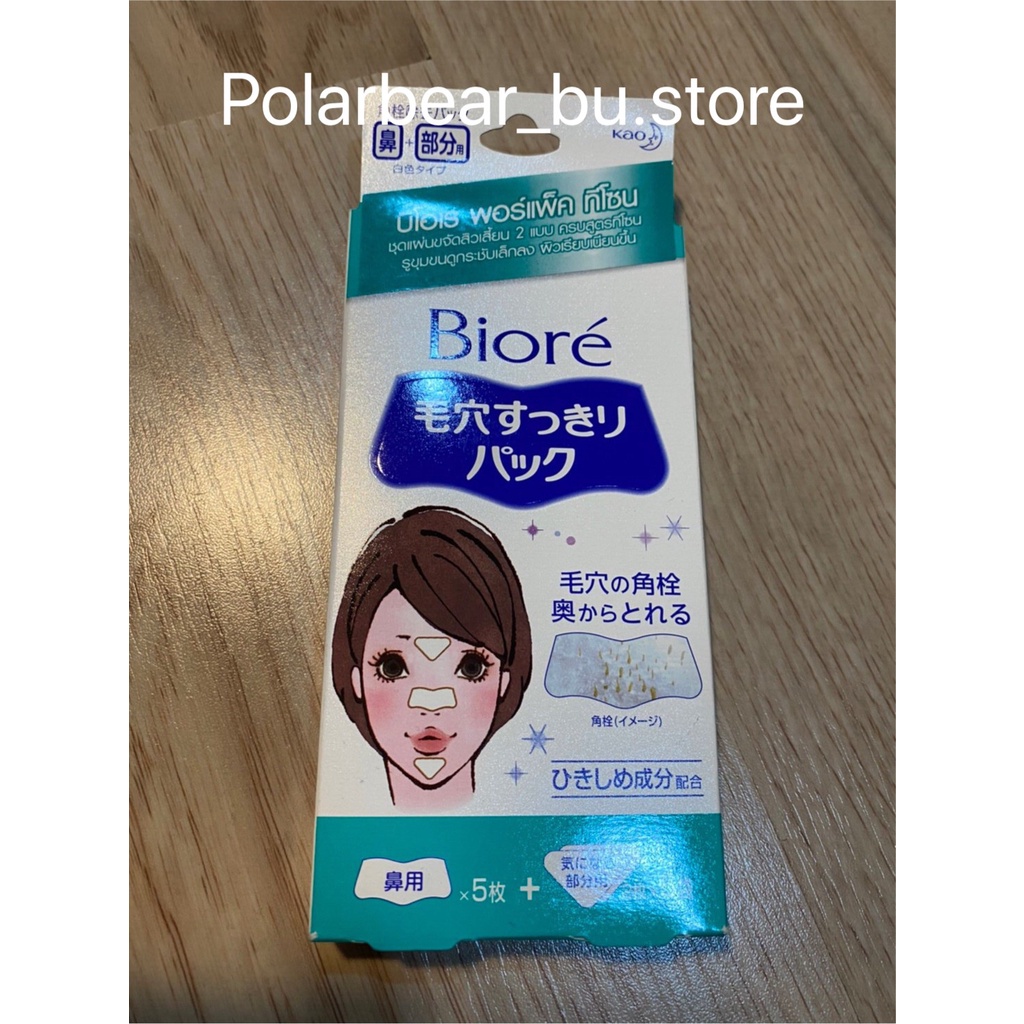 Polarbear_bu.store
パック
鼻 + 部分用
白色タイプ
Kao
บิโอเร พอร์แพ็ค ทีโซน
ชุดแผ่นขจัดสิวเสี้ยน 2 แบบ ครบสูตรทีโซน
รูขุมขนดูกระชับเล็กลง ผิวเรียบเนียนขึ้น
Bioré
毛穴すっきり
パック
毛穴の角栓
奥からとれる
角栓(イメージ)
ひきしめ成分配合
鼻用 ×5枚 +
気になる
部分用